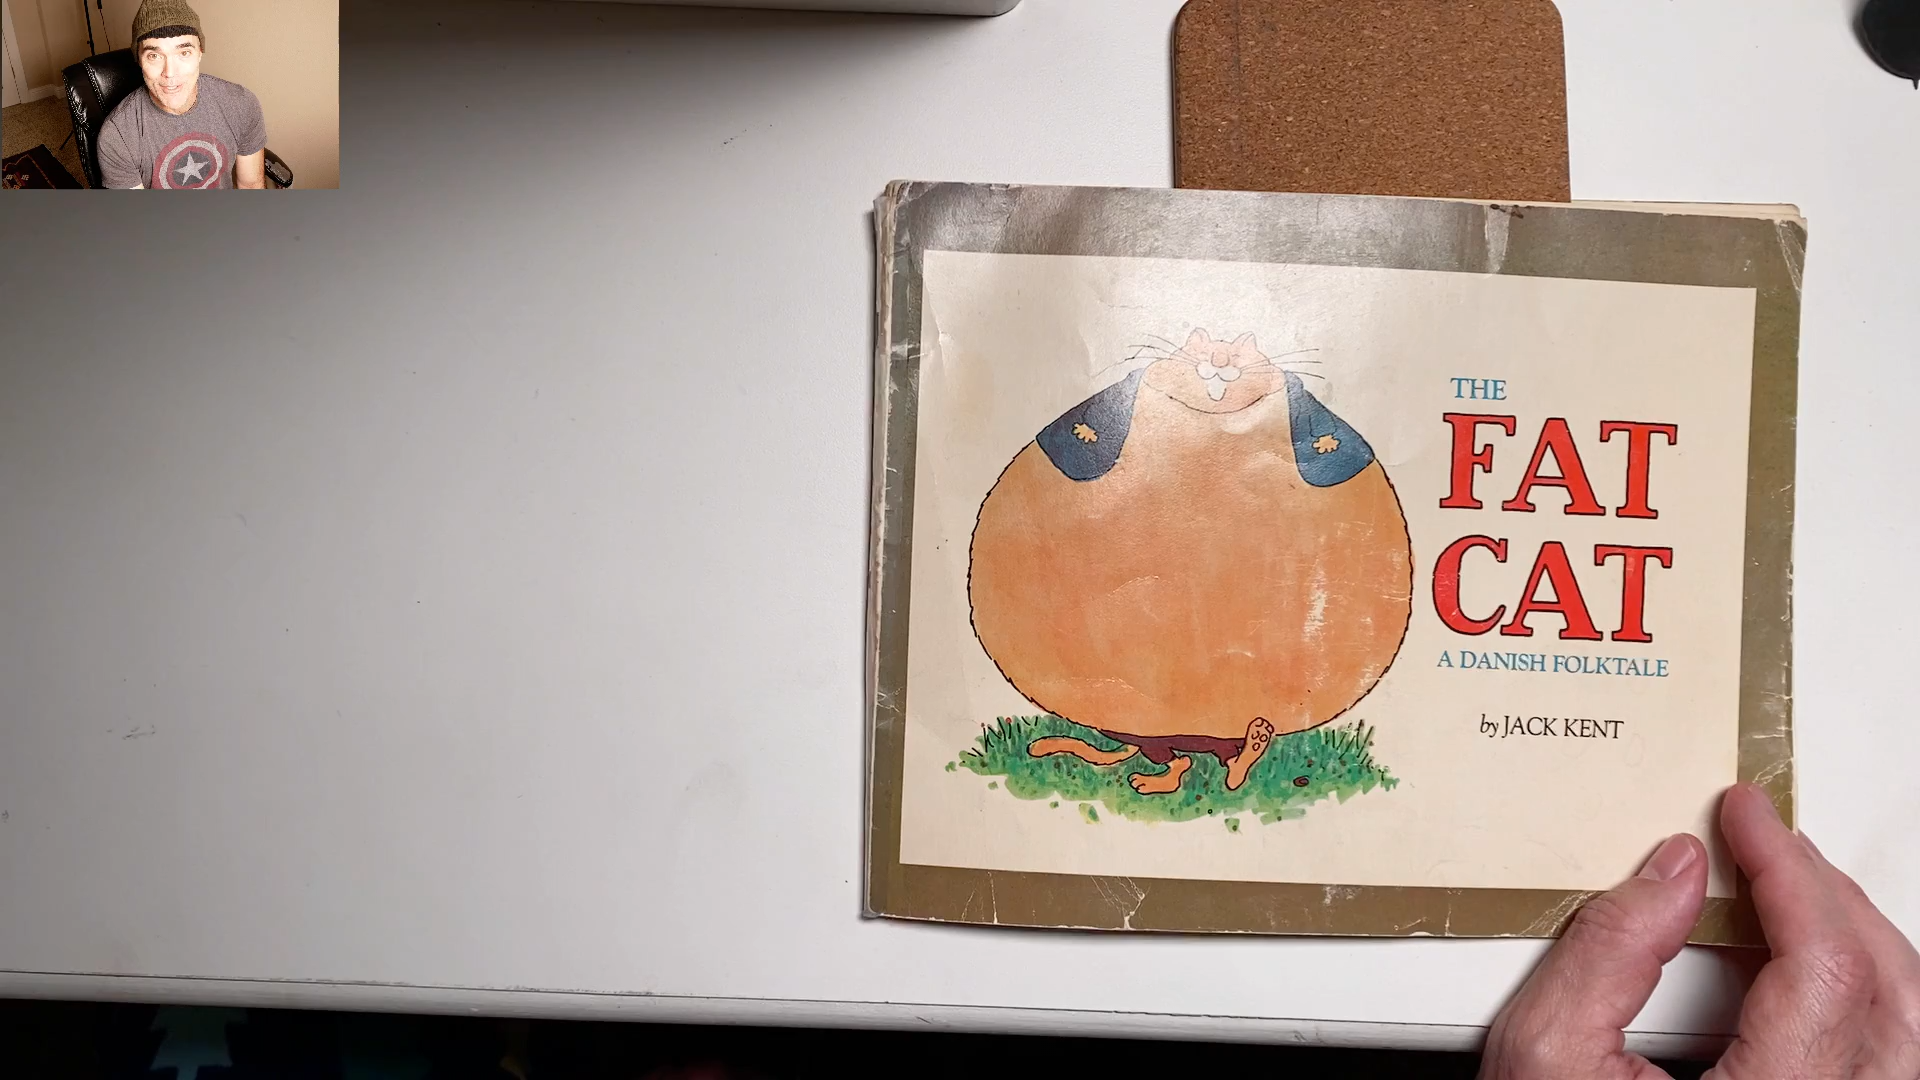 THE
FAT
CAT
A DANISH FOLKTALE
by JACK KENT